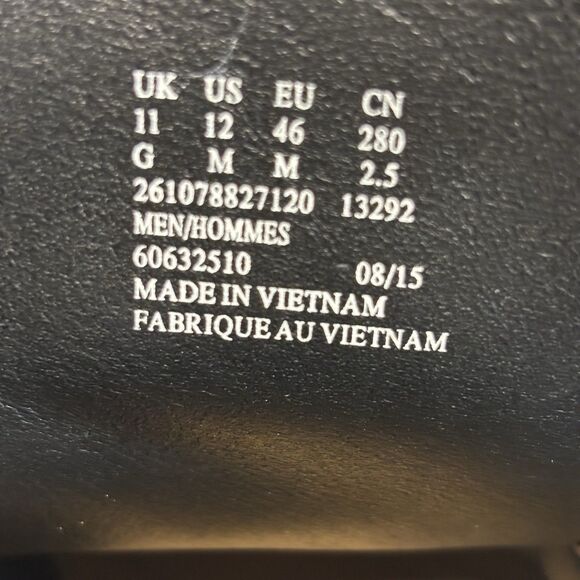 UK US EU CN
11 12 46 280
G M M 2.5
261078827120 13292
MEN/HOMMES
60632510 08/15
MADE IN VIETNAM
FABRIQUE AU VIETNAM